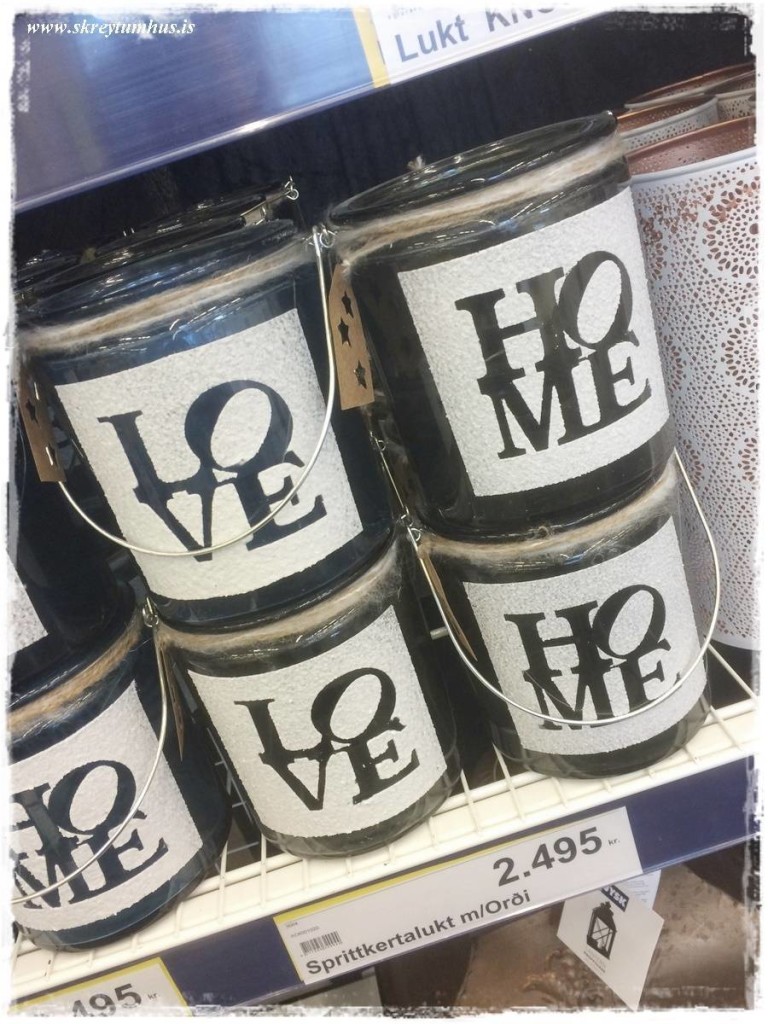 www.skreytumhus.is
Lukt
HO
ME
LO
VE
HO
ME
LO
VE
HO
ME
2.495 kr.
Sprittkertalukt m/Orði
495 kr.